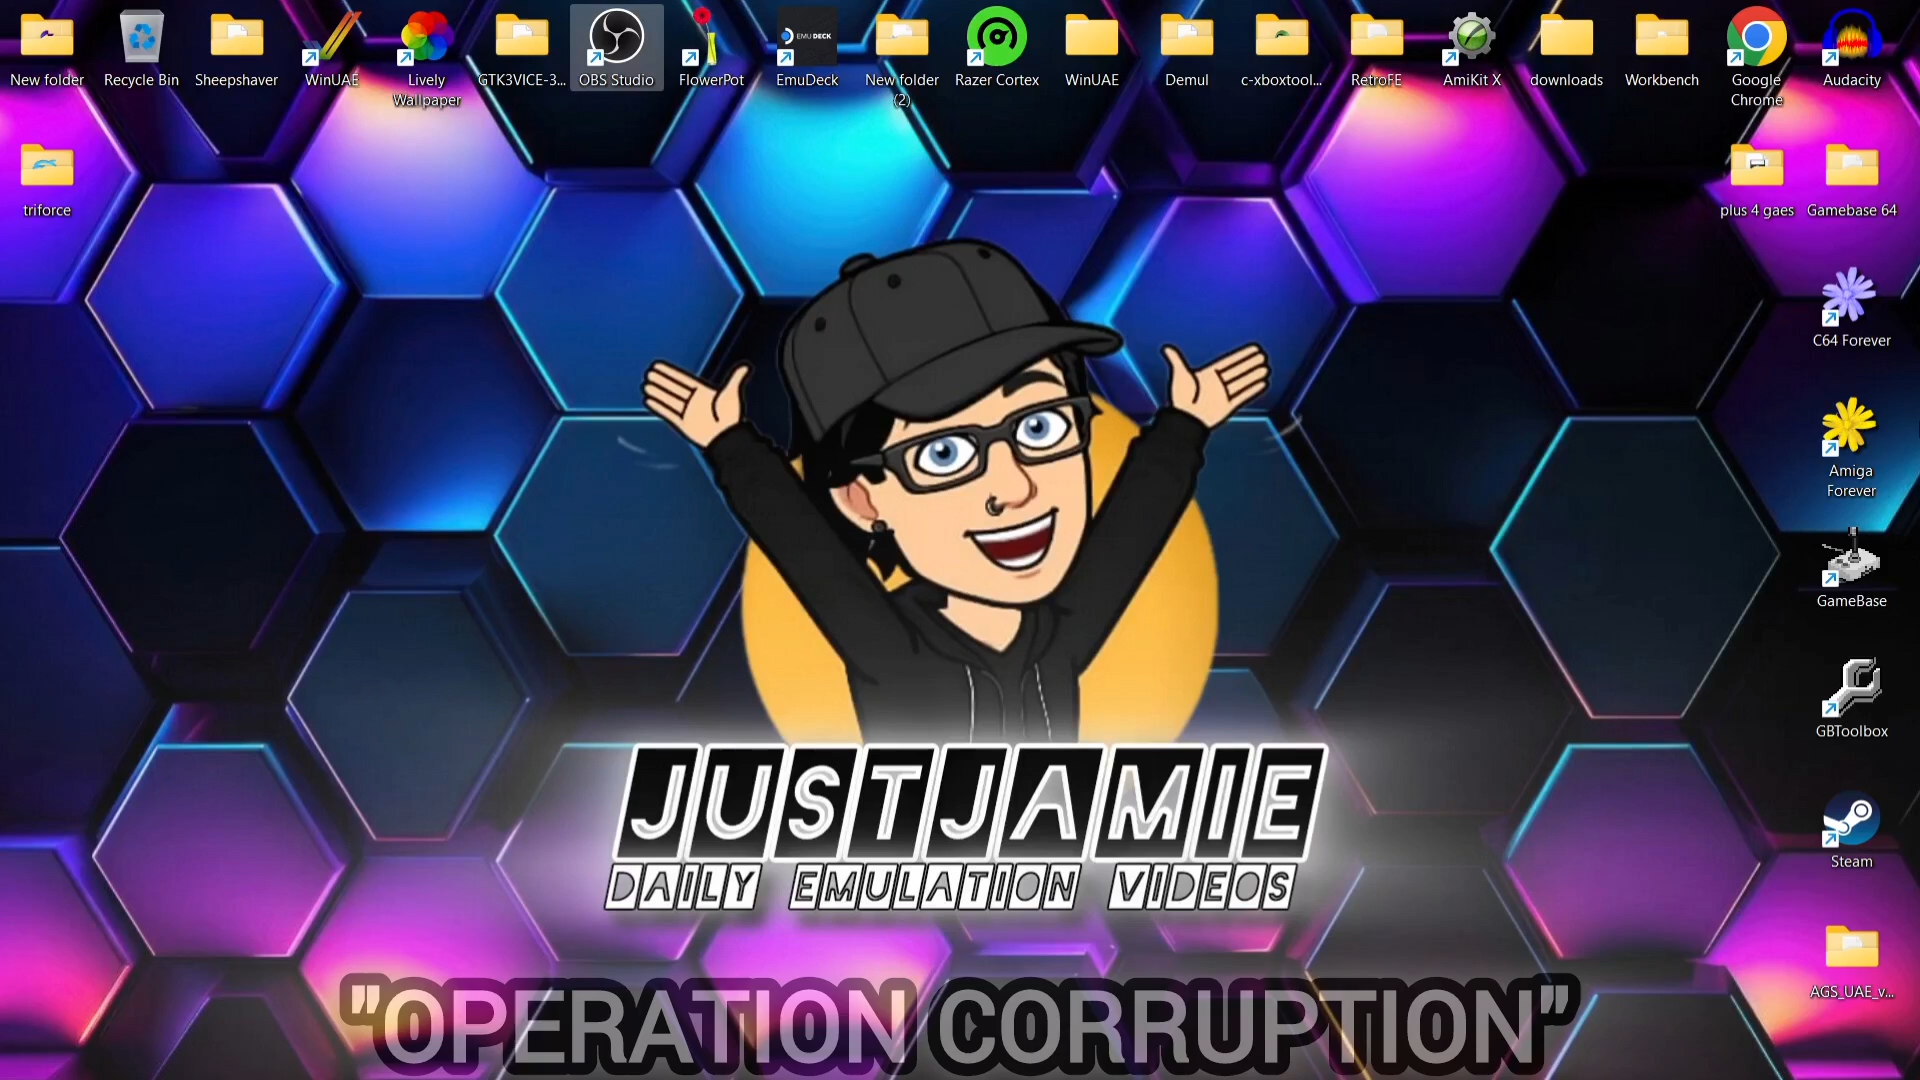 New folder
Recycle Bin
Sheepshaver
WinUAE
Lively
Wallpaper
GTK3VICE-3...
OBS Studio
FlowerPot
EMUDECK
EmuDeck
New folder
(2)
Razer Cortex
WinUAE
Demul
c-xboxtool...
RetroFE
AmiKit X
downloads
Workbench
Google
Chrome
Audacity
triforce
plus 4 gaes
Gamebase 64
C64 Forever
Amiga
Forever
GameBase
GBToolbox
Steam
AGS_UAE_v...
JUSTJAMIE
DAILY EMULATION VIDEOS
"OPERATION CORRUPTION"